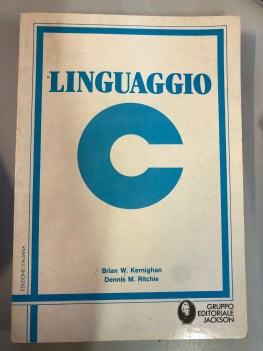 LINGUAGGIO
C
Brian W. Kernighan
Dennis M. Ritchie
EDIZIONE ITALIANA
GRUPPO
EDITORIALE
JACKSON